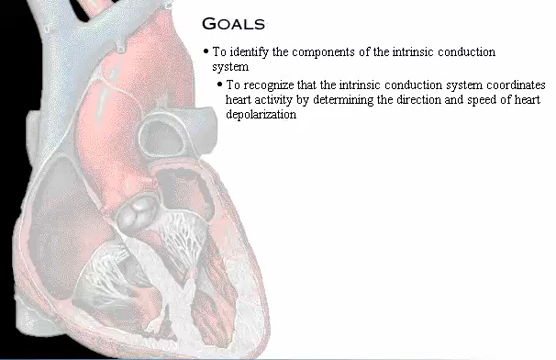 GOALS
• To identify the components of the intrinsic conduction
system
• To recognize that the intrinsic conduction system coordinates
heart activity by determining the direction and speed of heart
depolarization